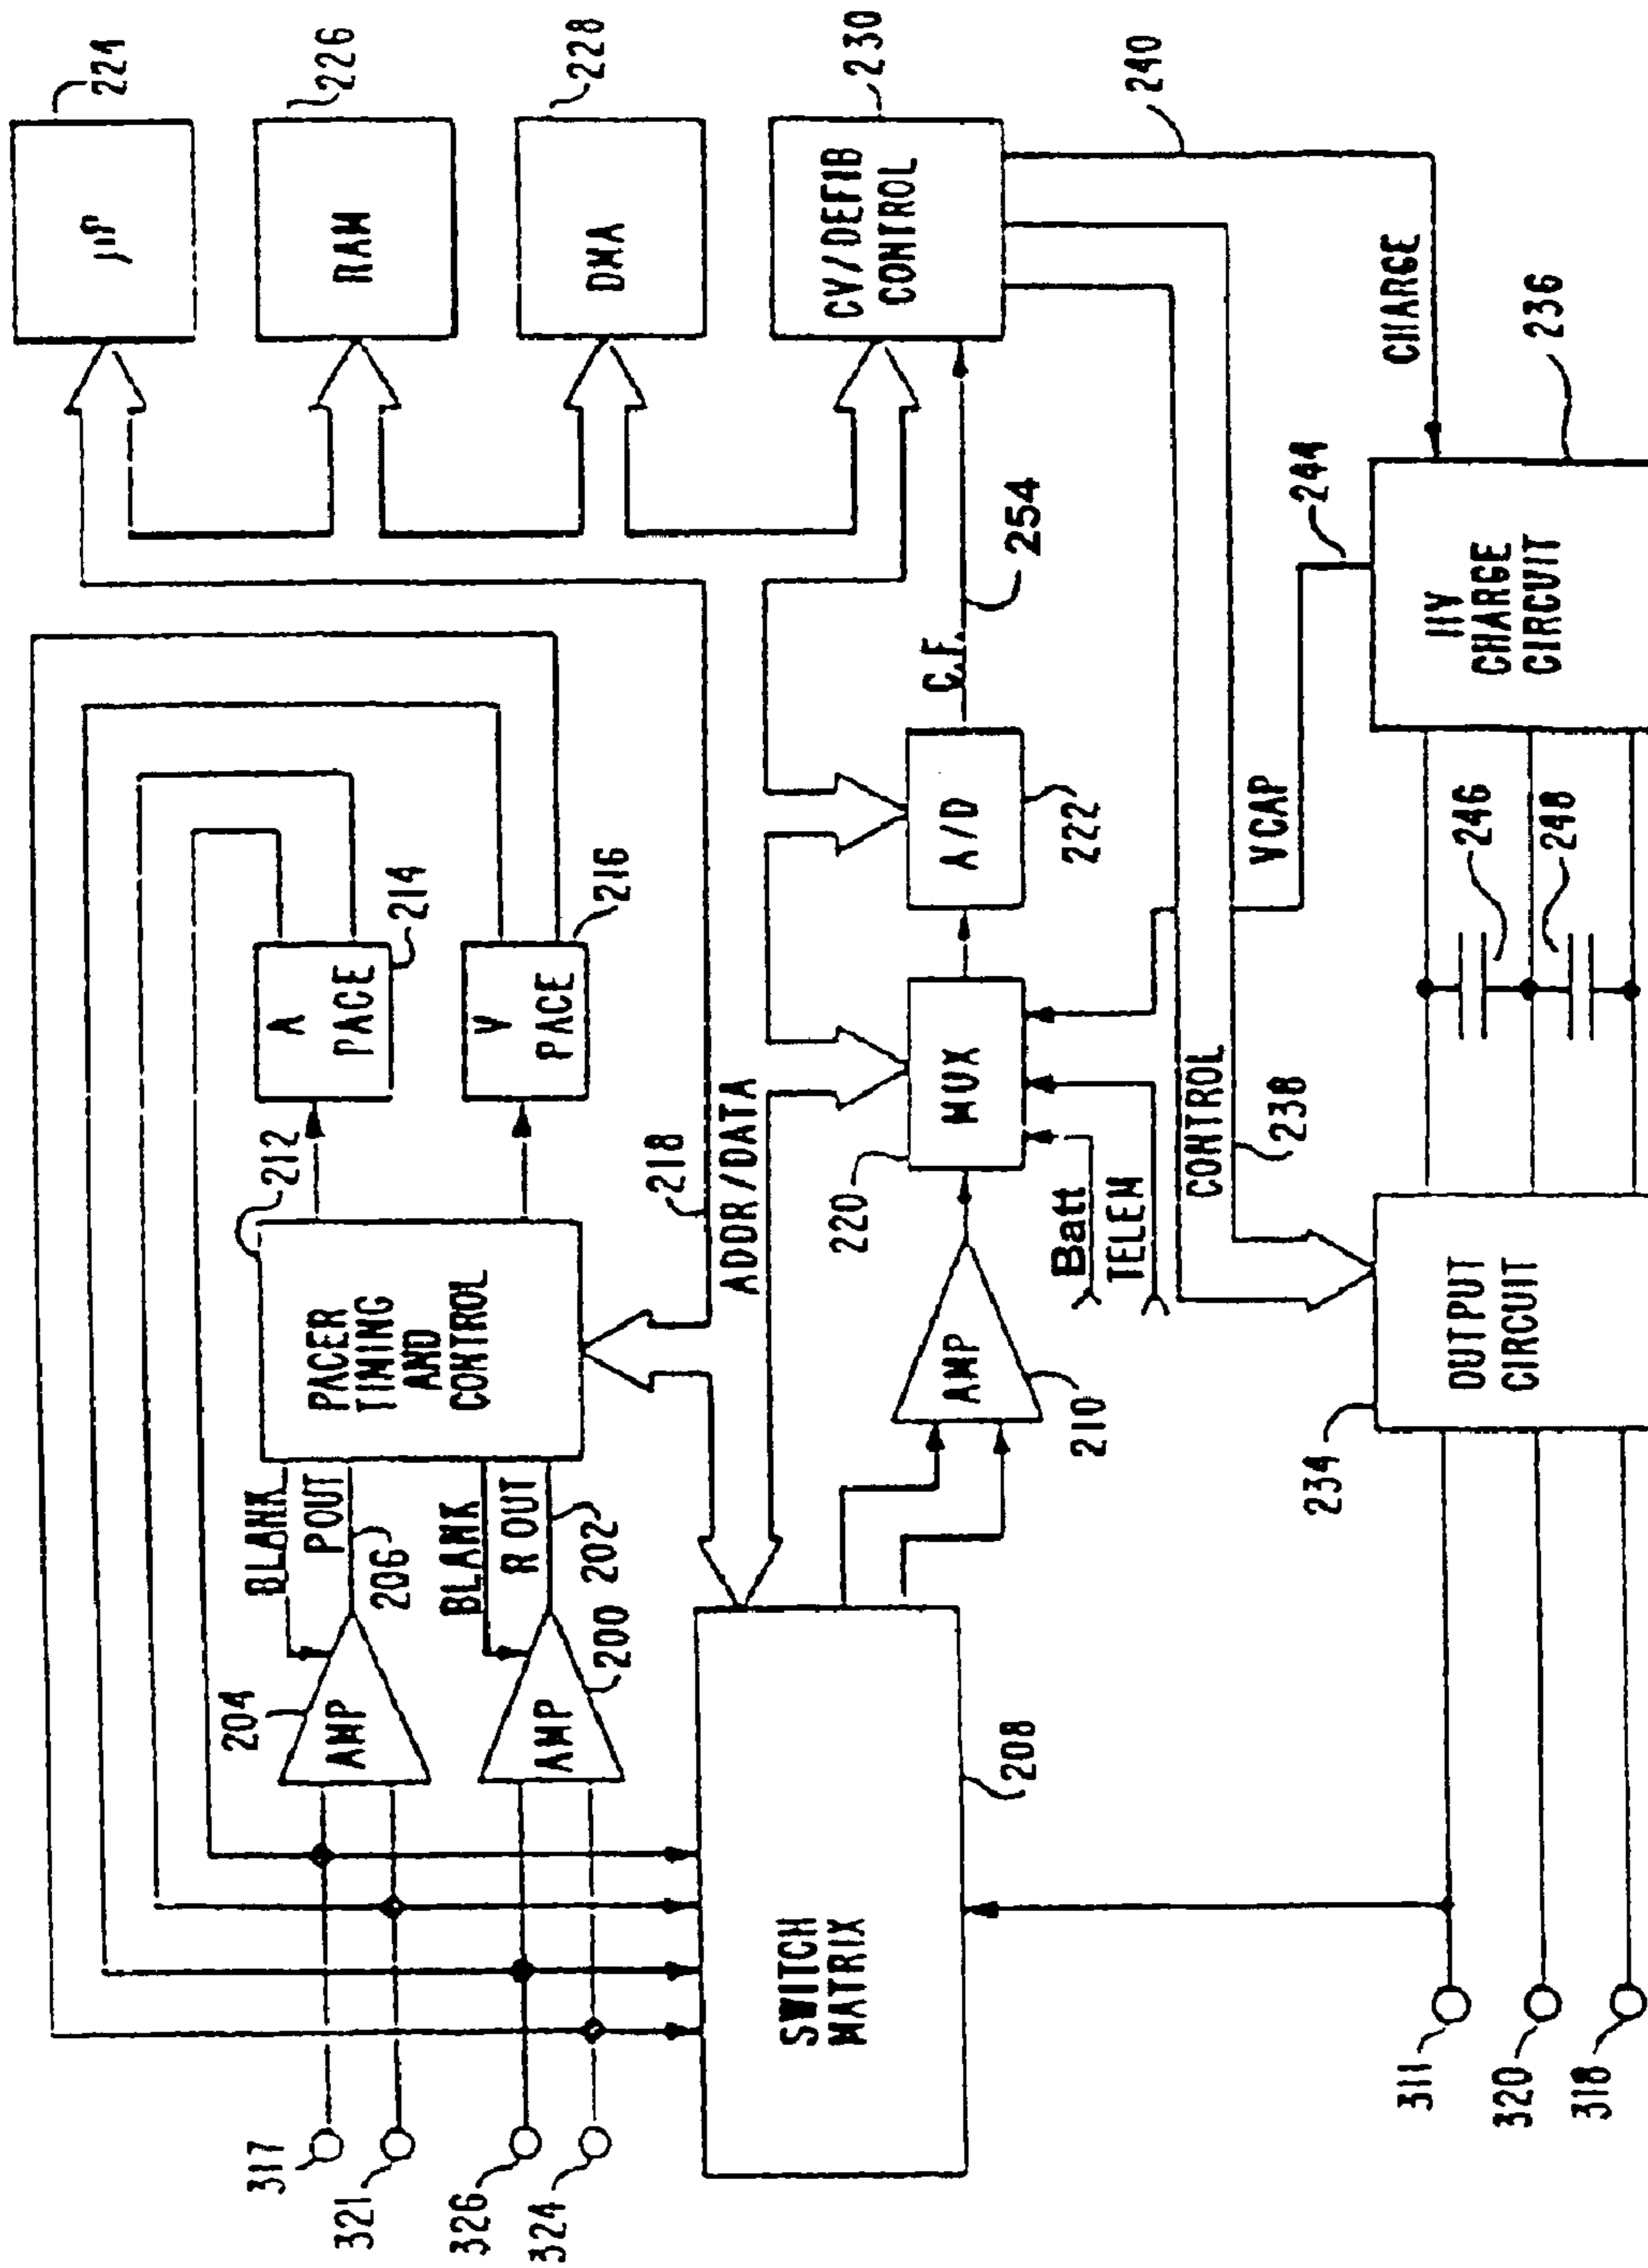 317
321
326
324
204
AMP
BLANK
POUT
206
AMP
200
BLANK
R OUT
202
212
PACER
TIMING
AND
CONTROL
A
PACE
214
V
PACE
216
218
ADDR/DATA
224
RAM
226
DMA
228
CV/DEFIB
CONTROL
230
240
SWITCH
MATRIX
208
AMP
210
220
MUX
Batt
TELEM
A/D
222
C.F.
254
CONTROL
238
VCAP
244
CHARGE
236
CHARGE
CIRCUIT
246
248
234
OUTPUT
CIRCUIT
311
320
318